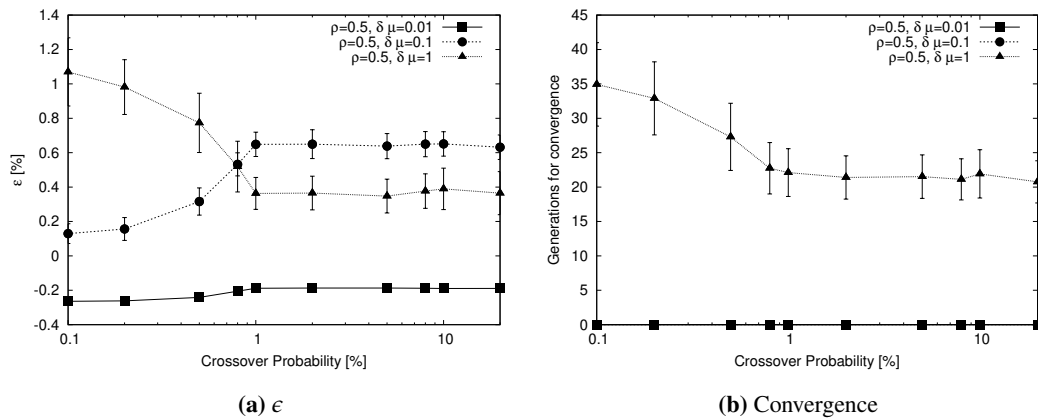 ρ=0.5, δ μ=0.01
ρ=0.5, δ μ=0.1
ρ=0.5, δ μ=1
1.4
1.2
1
0.8
0.6
0.4
0.2
0
-0.2
-0.4
ε [%]
0.1
1
10
Crossover Probability [%]
(a) ϵ
ρ=0.5, δ μ=0.01
ρ=0.5, δ μ=0.1
ρ=0.5, δ μ=1
45
40
35
30
25
20
15
10
5
0
Generations for convergence
0.1
1
10
Crossover Probability [%]
(b) Convergence